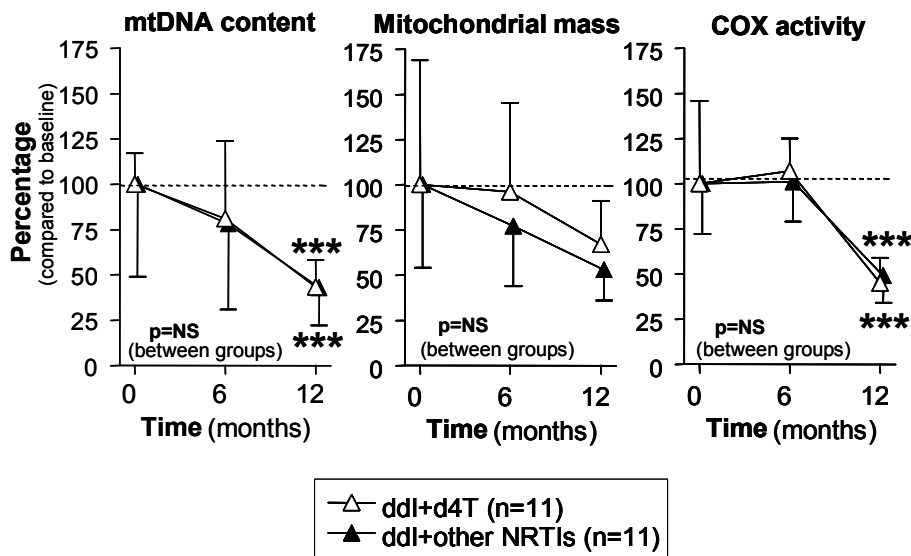 mtDNA content
Mitochondrial mass
COX activity
Percentage
(compared to baseline)
175
150
125
100
75
50
25
0
***
***
p=NS
(between groups)
0 6 12
Time (months)
175
150
125
100
75
50
25
0
p=NS
(between groups)
0 6 12
Time (months)
175
150
125
100
75
50
25
0
***
***
p=NS
(between groups)
0 6 12
Time (months)
ddI+d4T (n=11)
ddI+other NRTIs (n=11)